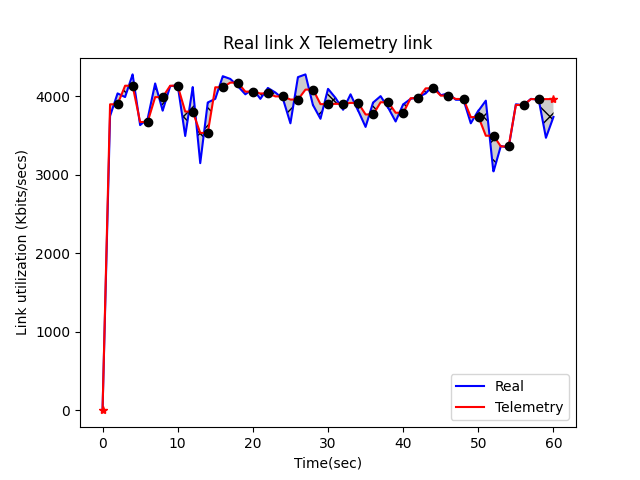 Real link X Telemetry link
Link utilization (Kbits/secs)
4000
3000
2000
1000
0
0 10 20 30 40 50 60
Time(sec)
Real
Telemetry